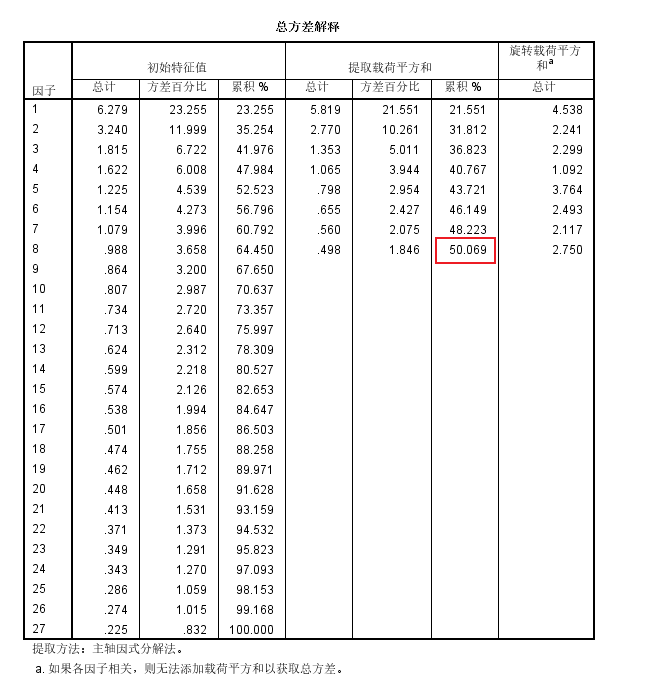 总方差解释
因子 初始特征值 提取载荷平方和 旋转载荷平方和a
总计 方差百分比 累积 % 总计 方差百分比 累积 % 总计
1 6.279 23.255 23.255 5.819 21.551 21.551 4.538
2 3.240 11.999 35.254 2.770 10.261 31.812 2.241
3 1.815 6.722 41.976 1.353 5.011 36.823 2.299
4 1.622 6.008 47.984 1.065 3.944 40.767 1.092
5 1.225 4.539 52.523 .798 2.954 43.721 3.764
6 1.154 4.273 56.796 .655 2.427 46.149 2.493
7 1.079 3.996 60.792 .560 2.075 48.223 2.117
8 .988 3.658 64.450 .498 1.846 50.069 2.750
9 .864 3.200 67.650
10 .807 2.987 70.637
11 .734 2.720 73.357
12 .713 2.640 75.997
13 .624 2.312 78.309
14 .599 2.218 80.527
15 .574 2.126 82.653
16 .538 1.994 84.647
17 .501 1.856 86.503
18 .474 1.755 88.258
19 .462 1.712 89.971
20 .448 1.658 91.628
21 .413 1.531 93.159
22 .371 1.373 94.532
23 .349 1.291 95.823
24 .343 1.270 97.093
25 .286 1.059 98.153
26 .274 1.015 99.168
27 .225 .832 100.000
提取方法：主轴因式分解法。
a. 如果各因子相关，则无法添加载荷平方和以获取总方差。